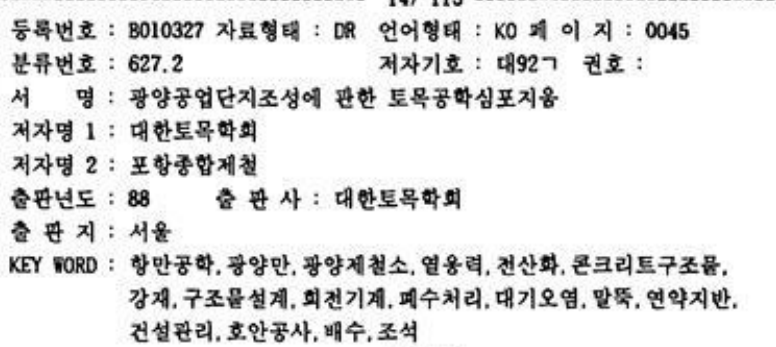 등록번호 : B010327 자료형태 : DR 언어형태 : KO 페 이 지 : 0045
분류번호 : 627.2 저자기호 : 대92ㄱ 권호 :
서 명 : 광양공업단지조성에 관한 토목공학심포지움
저자명 1 : 대한토목학회
저자명 2 : 포항종합제철
출판년도 : 88 출 판 사 : 대한토목학회
출 판 지 : 서울
KEY WORD : 항만공학, 광양만, 광양제철소, 열응력, 전산화, 콘크리트구조물,
강재, 구조물설계, 회전기계, 폐수처리, 대기오염, 말뚝, 연약지반,
건설관리, 호안공사, 배수, 조석